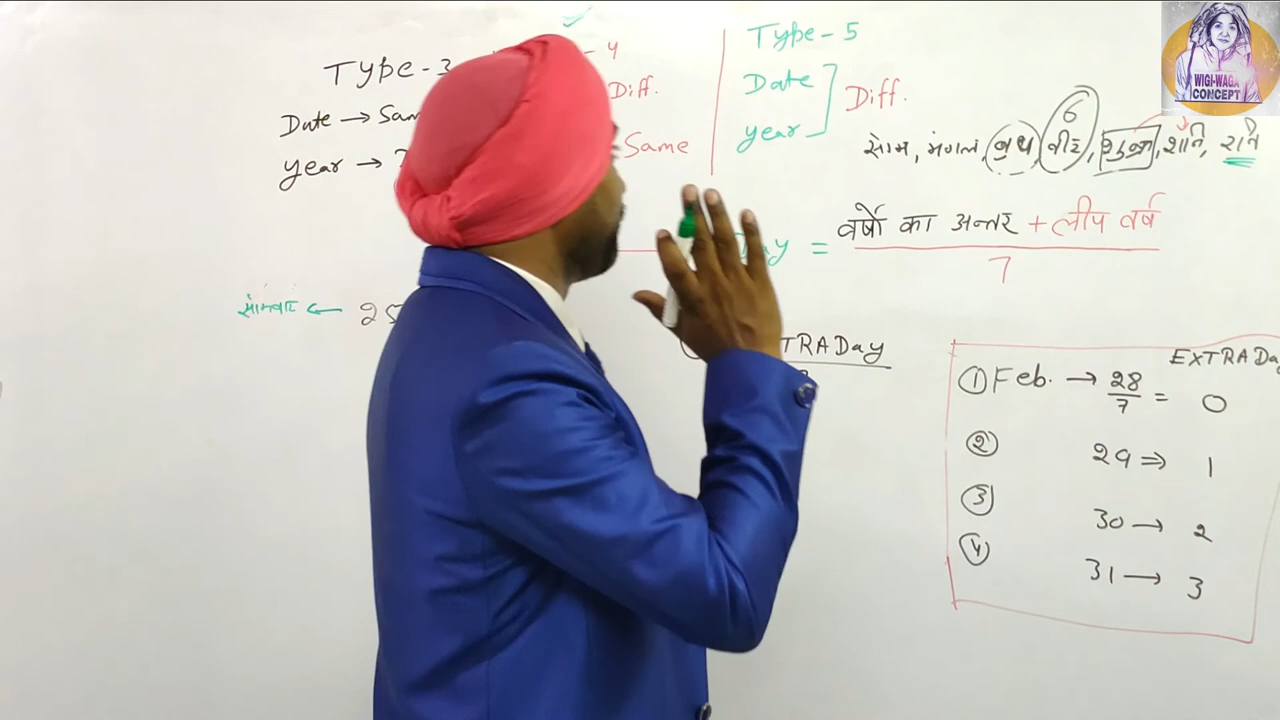 Type-3
Date → Sam
year →
- 4
Diff.
Same
Type - 5
Date
year
Diff.
6
सोम, मंगल, बुध, वीर, शुक्र, शनि, रवि
Day = वर्षो का अन्तर + लीप वर्ष
7
सोमवार ← 25
TRADay
EXTRADay
① Feb. → 28/7 = 0
② 29 ⇒ 1
③ 30 → 2
④ 31 → 3
WIGI-WAGA
CONCEPT